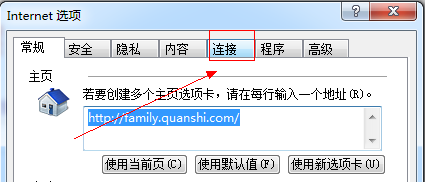 Internet 选项
常规 安全 隐私 内容 连接 程序 高级
主页
若要创建多个主页选项卡，请在每行输入一个地址(R)。
http://family.quanshi.com/
使用当前页(C) 使用默认值(F) 使用新选项卡(U)